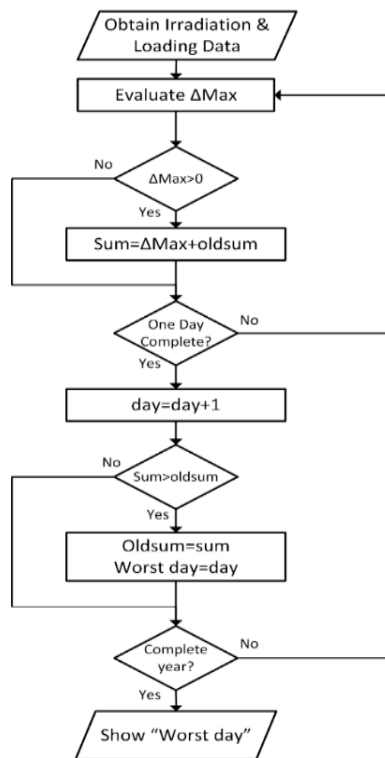 Obtain Irradiation &
Loading Data
Evaluate ΔMax
No
ΔMax>0
Yes
Sum=ΔMax+oldsum
One Day
Complete?
No
Yes
day=day+1
No
Sum>oldsum
Yes
Oldsum=sum
Worst day=day
Complete
year?
No
Yes
Show "Worst day"